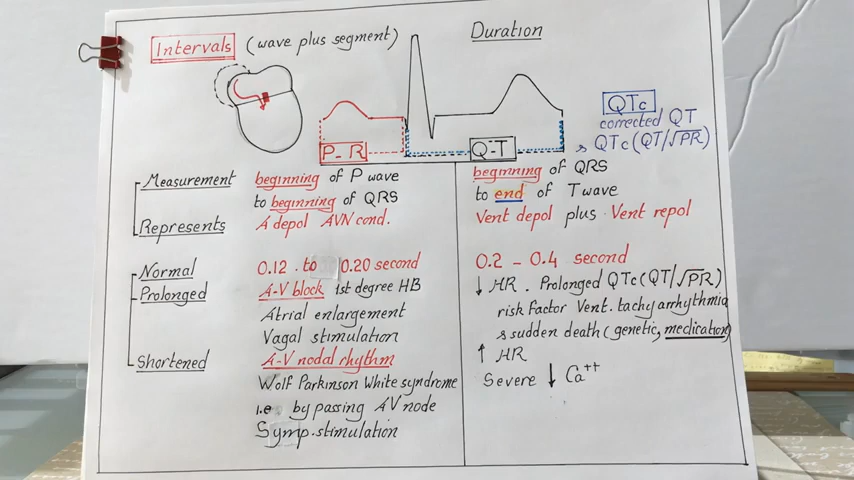 Intervals (wave plus segment)
Duration
QTc
corrected QT
& QTc (QT/√PR)
P-R
Q-T
Measurement
beginning of P wave
to beginning of QRS
Represents
A depol AVN cond.
beginning of QRS
to end of T wave
Vent depol plus Vent repol
Normal
0.12 to 0.20 second
Prolonged
A-V block 1st degree HB
Atrial enlargement
Vagal stimulation
Shortened
A-V nodal rhythm
Wolf Parkinson White syndrome
i.e by passing AV node
Symp. stimulation
0.2 - 0.4 second
↓ HR. Prolonged QTc (QT/√PR)
risk factor Vent. tachyarrhythmia
& sudden death (genetic, medication)
↑ HR
Severe ↓ Ca++